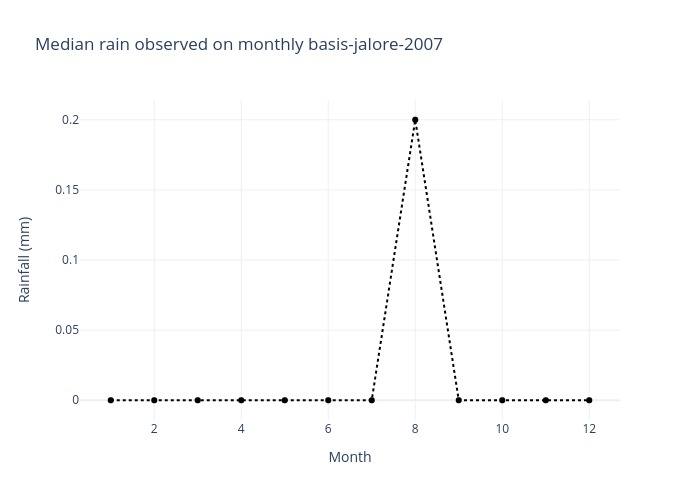 Median rain observed on monthly basis-jalore-2007
0.2
0.15
0.1
0.05
0
Rainfall (mm)
2 4 6 8 10 12
Month